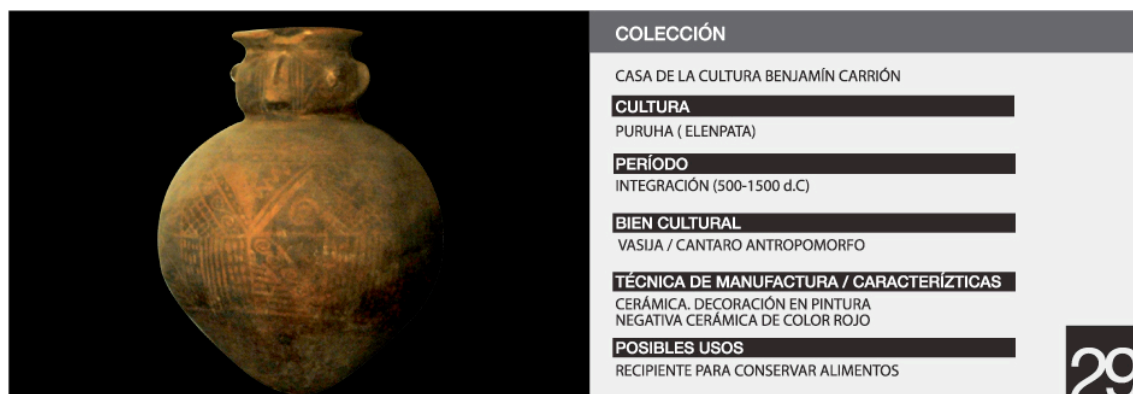 COLECCIÓN
CASA DE LA CULTURA BENJAMÍN CARRIÓN
CULTURA
PURUHA ( ELENPATA)
PERÍODO
INTEGRACIÓN (500-1500 d.C)
BIEN CULTURAL
VASIJA / CANTARO ANTROPOMORFO
TÉCNICA DE MANUFACTURA / CARACTERÍZTICAS
CERÁMICA. DECORACIÓN EN PINTURA
NEGATIVA CERÁMICA DE COLOR ROJO
POSIBLES USOS
RECIPIENTE PARA CONSERVAR ALIMENTOS
29